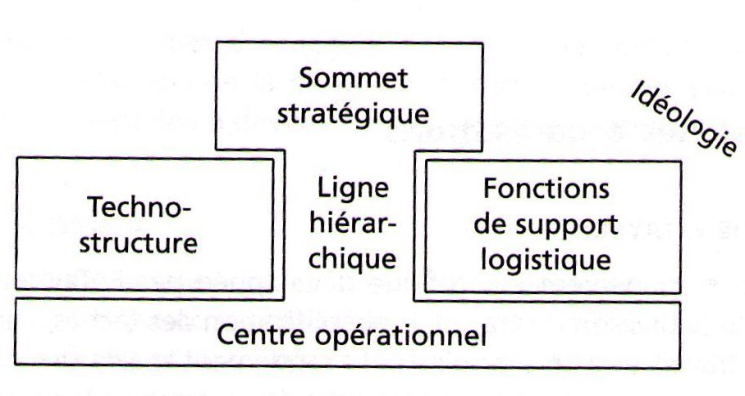 Sommet
stratégique
Idéologie
Techno-
structure
Ligne
hiérar-
chique
Fonctions
de support
logistique
Centre opérationnel